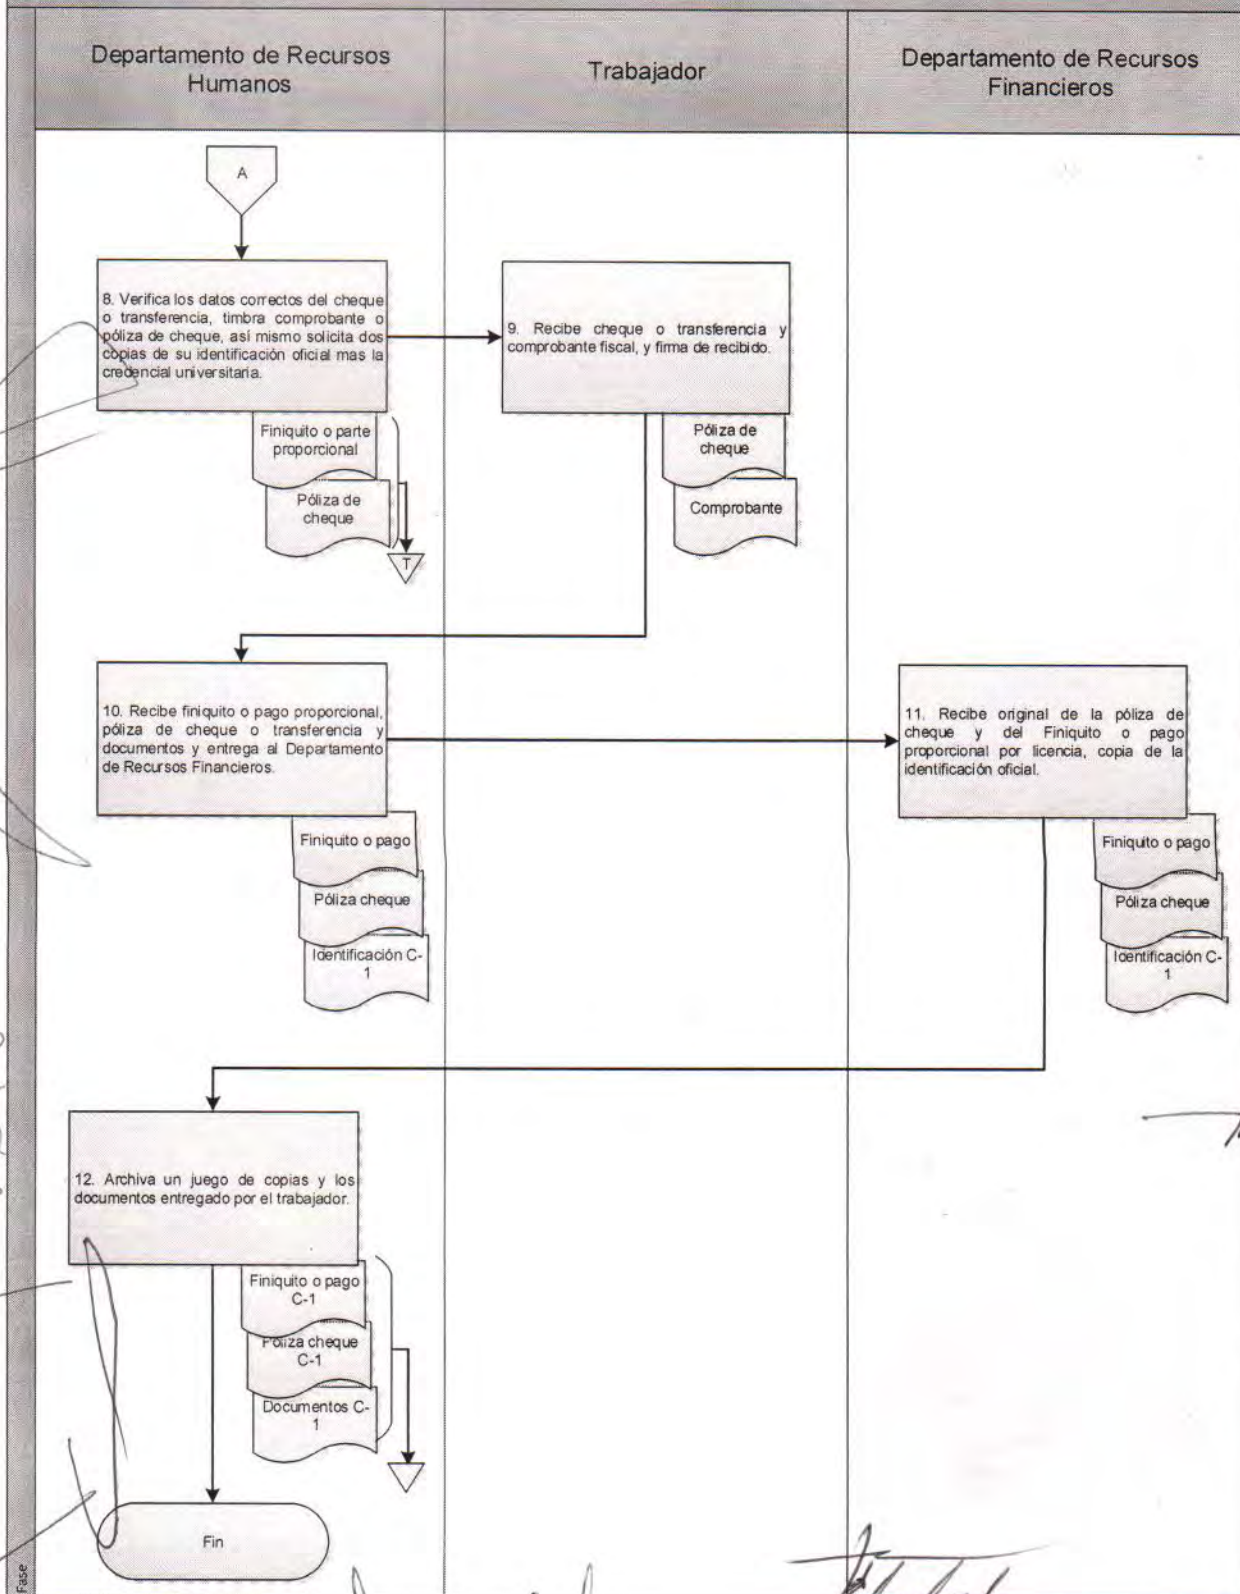 Departamento de Recursos
Humanos
Trabajador
Departamento de Recursos
Financieros
A
8. Verifica los datos correctos del cheque
o transferencia, timbra comprobante o
póliza de cheque, así mismo solicita dos
copias de su identificación oficial mas la
credencial universitaria.
Finiquito o parte
proporcional
Póliza de
cheque
T
9. Recibe cheque o transferencia y
comprobante fiscal, y firma de recibido.
Póliza de
cheque
Comprobante
10. Recibe finiquito o pago proporcional,
póliza de cheque o transferencia y
documentos y entrega al Departamento
de Recursos Financieros.
Finiquito o pago
Póliza cheque
Identificación C-
1
11. Recibe original de la póliza de
cheque y del Finiquito o pago
proporcional por licencia, copia de la
identificación oficial.
Finiquito o pago
Póliza cheque
Identificación C-
1
12. Archiva un juego de copias y los
documentos entregado por el trabajador.
Finiquito o pago
C-1
Póliza cheque
C-1
Documentos C-
1
Fin
Fase